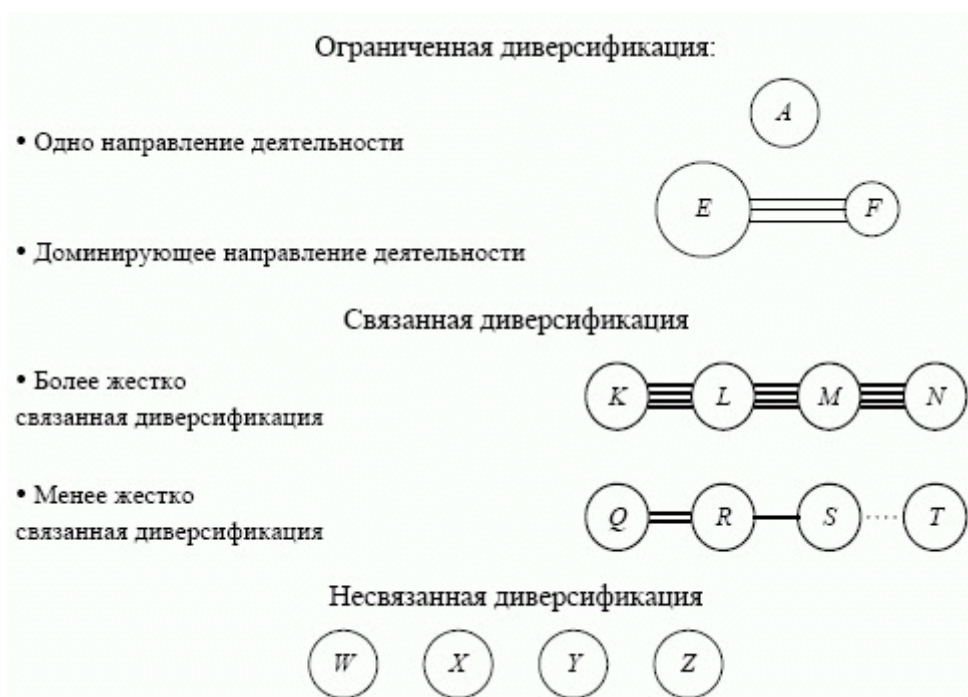 Ограниченная диверсификация:
A
• Одно направление деятельности
E F
• Доминирующее направление деятельности
Связанная диверсификация
• Более жестко
связанная диверсификация
K L M N
• Менее жестко
связанная диверсификация
Q R S T
Несвязанная диверсификация
W X Y Z